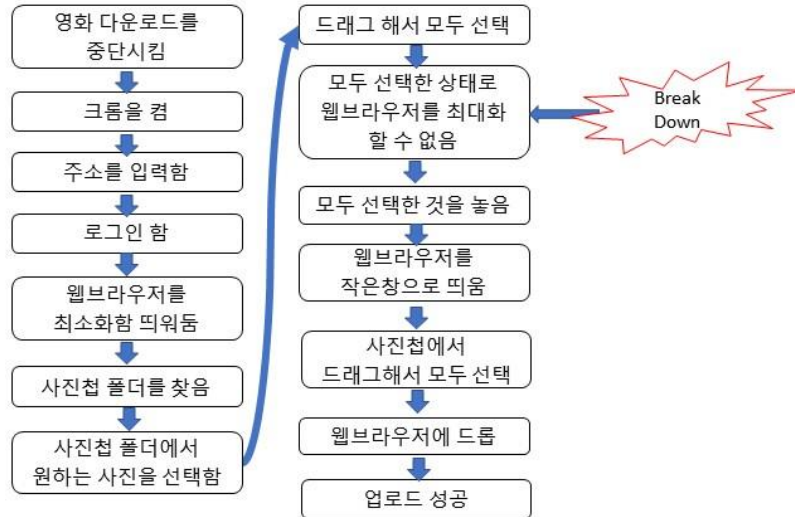 영화 다운로드를
중단시킴
크롬을 켬
주소를 입력함
로그인 함
웹브라우저를
최소화함 띄워둠
사진첩 폴더를 찾음
사진첩 폴더에서
원하는 사진을 선택함
드래그 해서 모두 선택
모두 선택한 상태로
웹브라우저를 최대화
할 수 없음
Break
Down
모두 선택한 것을 놓음
웹브라우저를
작은창으로 띄움
사진첩에서
드래그해서 모두 선택
웹브라우저에 드롭
업로드 성공